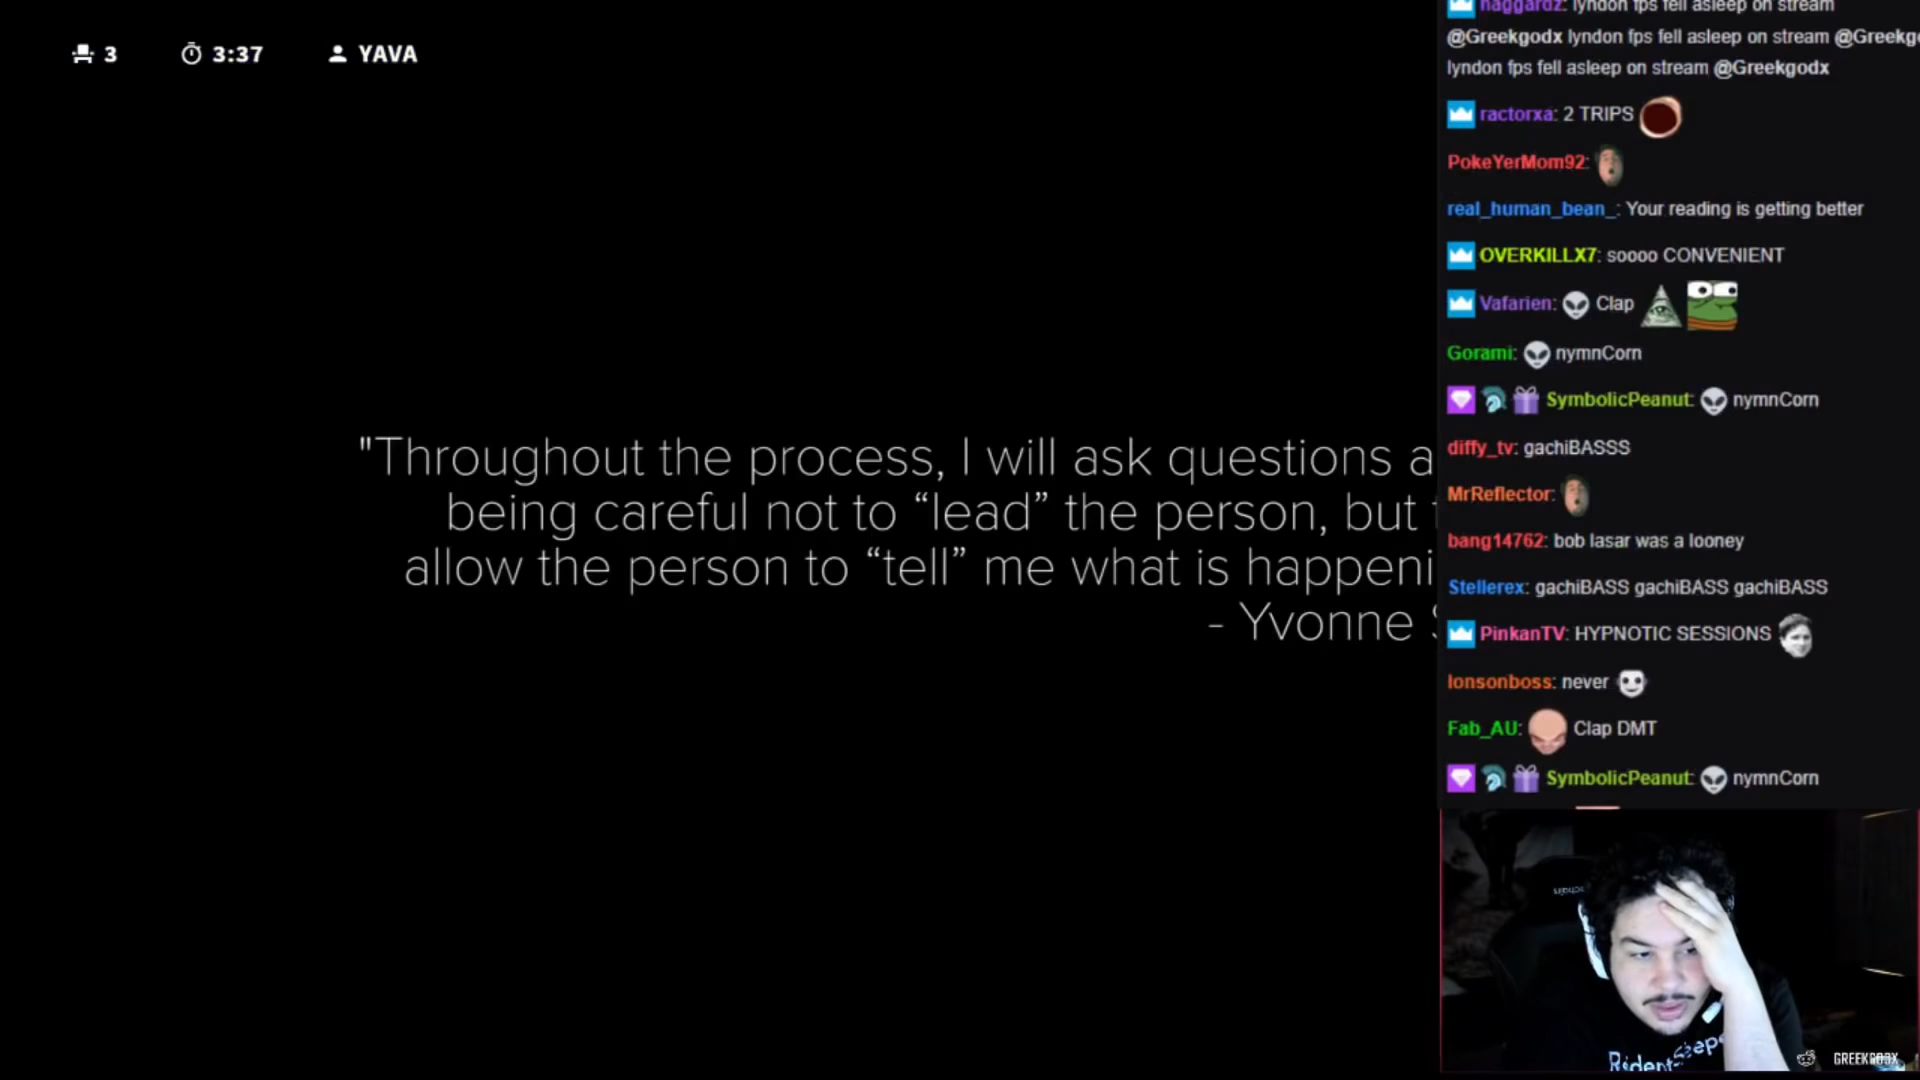 3 3:37 YAVA
"Throughout the process, I will ask questions a
being careful not to “lead” the person, but
allow the person to “tell” me what is happeni
- Yvonne
naggardz: lyndon fps fell asleep on stream
@Greekgodx lyndon fps fell asleep on stream @Greekg
lyndon fps fell asleep on stream @Greekgodx
ractorxa: 2 TRIPS
PokeYerMom92:
real_human_bean_: Your reading is getting better
OVERKILLX7: soooo CONVENIENT
Vafarien: Clap
Gorami: nymnCorn
SymbolicPeanut: nymnCorn
diffy_tv: gachiBASSS
MrReflector:
bang14762: bob lasar was a looney
Stellerex: gachiBASS gachiBASS gachiBASS
PinkanTV: HYPNOTIC SESSIONS
lonsonboss: never
Fab_AU: Clap DMT
SymbolicPeanut: nymnCorn
GREEKGODX